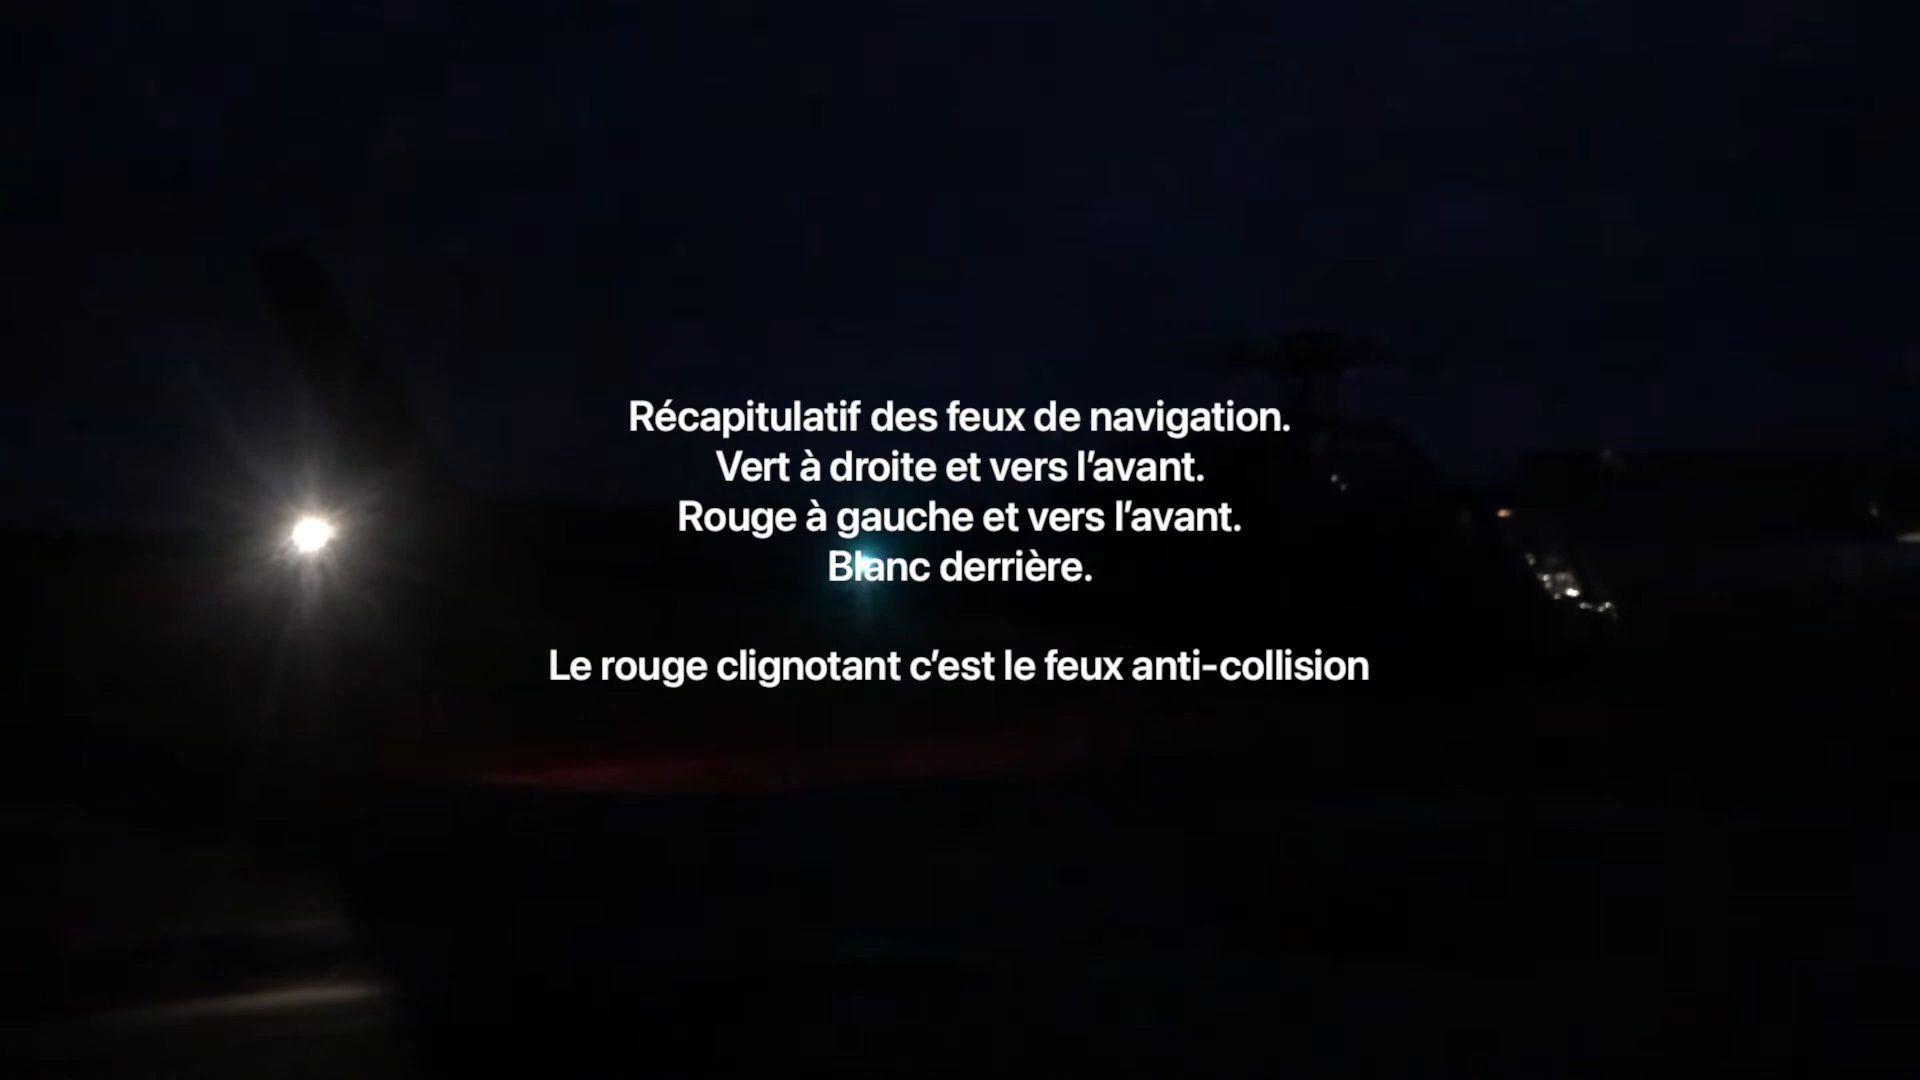 Récapitulatif des feux de navigation.
Vert à droite et vers l’avant.
Rouge à gauche et vers l’avant.
Blanc derrière.
Le rouge clignotant c’est le feux anti-collision